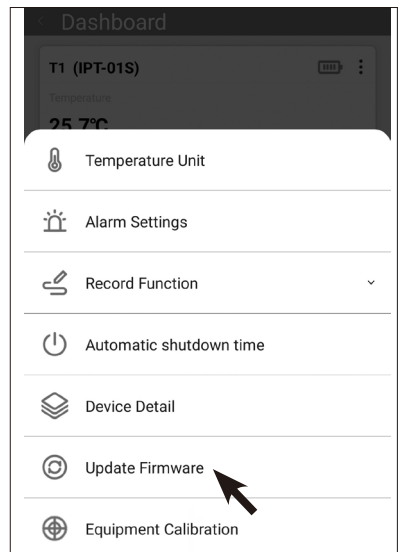 Dashboard
T1 (IPT-01S)
Temperature
25.7°C
Temperature Unit
Alarm Settings
Record Function
Automatic shutdown time
Device Detail
Update Firmware
Equipment Calibration